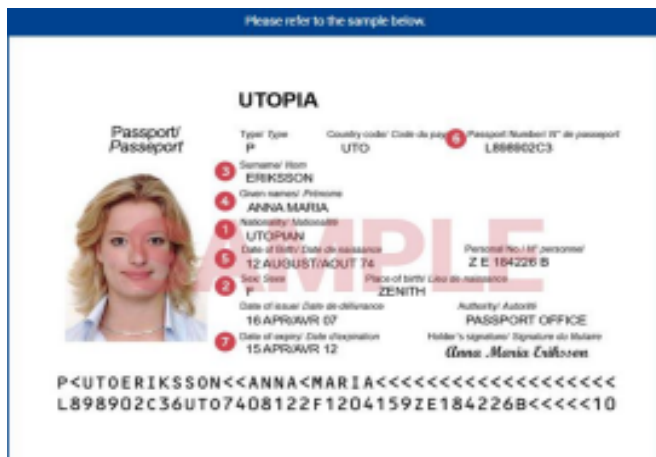 Please refer to the sample below.
UTOPIA
Passport/
Passeport
Type/ Type
Country code/ Code du pays
6
Passport Number/ N° de passeport
P
UTO
L898902C3
3
Surname/ Nom
ERIKSSON
4
Given names/ Prénoms
ANNA MARIA
1
Nationality/ Nationalité
UTOPIAN
5
Date of Birth/ Date de naissance
Personal No./ N° personnel
12 AUGUST/AOUT 74
Z E 184226 B
2
Sex/ Sexe
Place of birth/ Lieu de naissance
F
ZENITH
Date of issue/ Date de délivrance
Authority/ Autorité
16 APR/AVR 07
PASSPORT OFFICE
7
Date of expiry/ Date d'expiration
Holder's signature/ Signature du titulaire
15 APR/AVR 12
Anna Maria Eriksson
SAMPLE
P<UTOERIKSSON<<ANNA<MARIA<<<<<<<<<<<<<<<<<<<
L898902C36UTO7408122F1204159ZE184226B<<<<<10